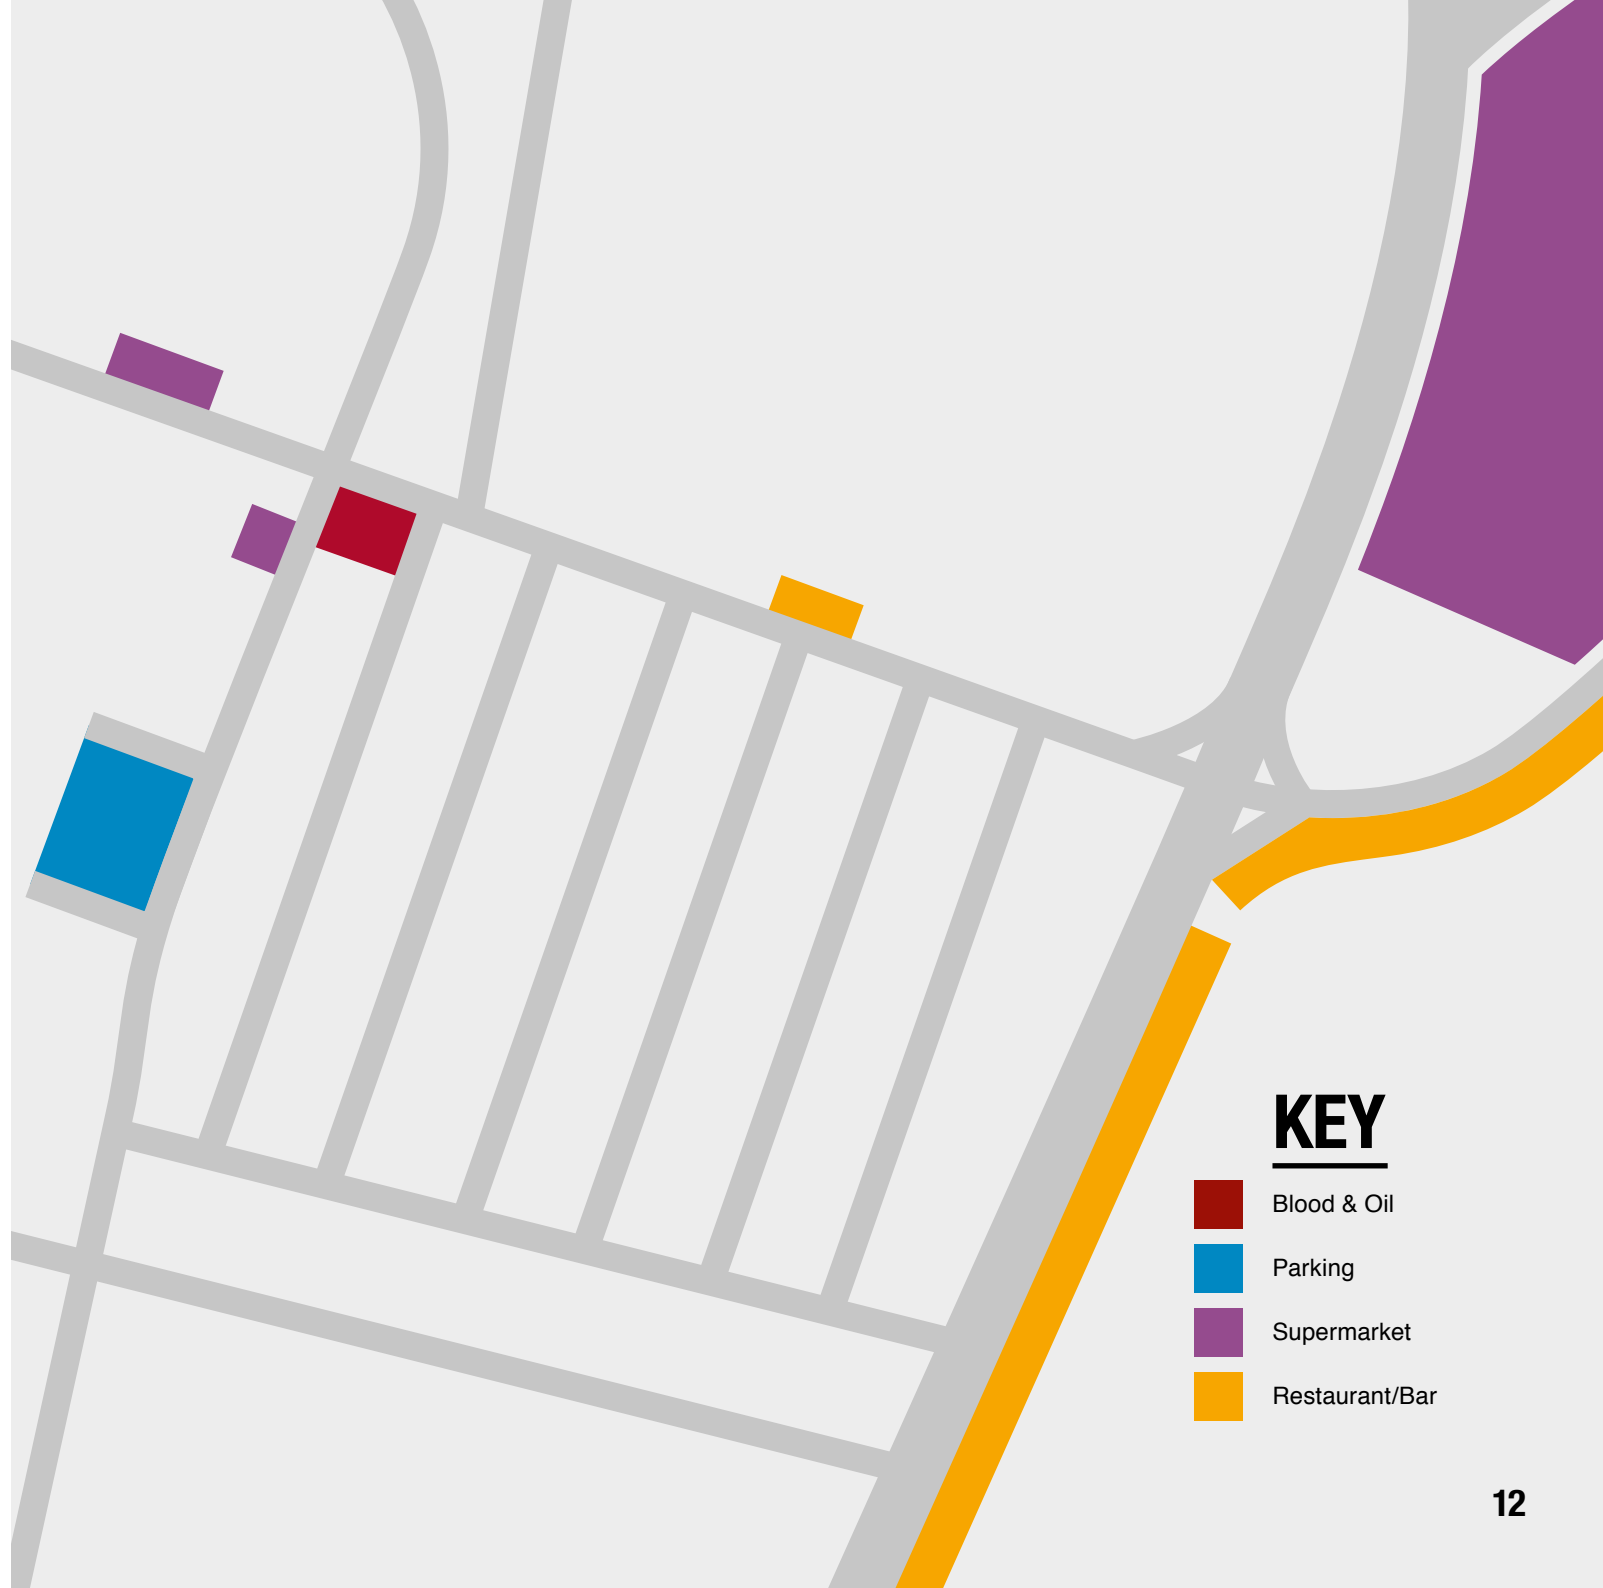 KEY
Blood & Oil
Parking
Supermarket
Restaurant/Bar
12